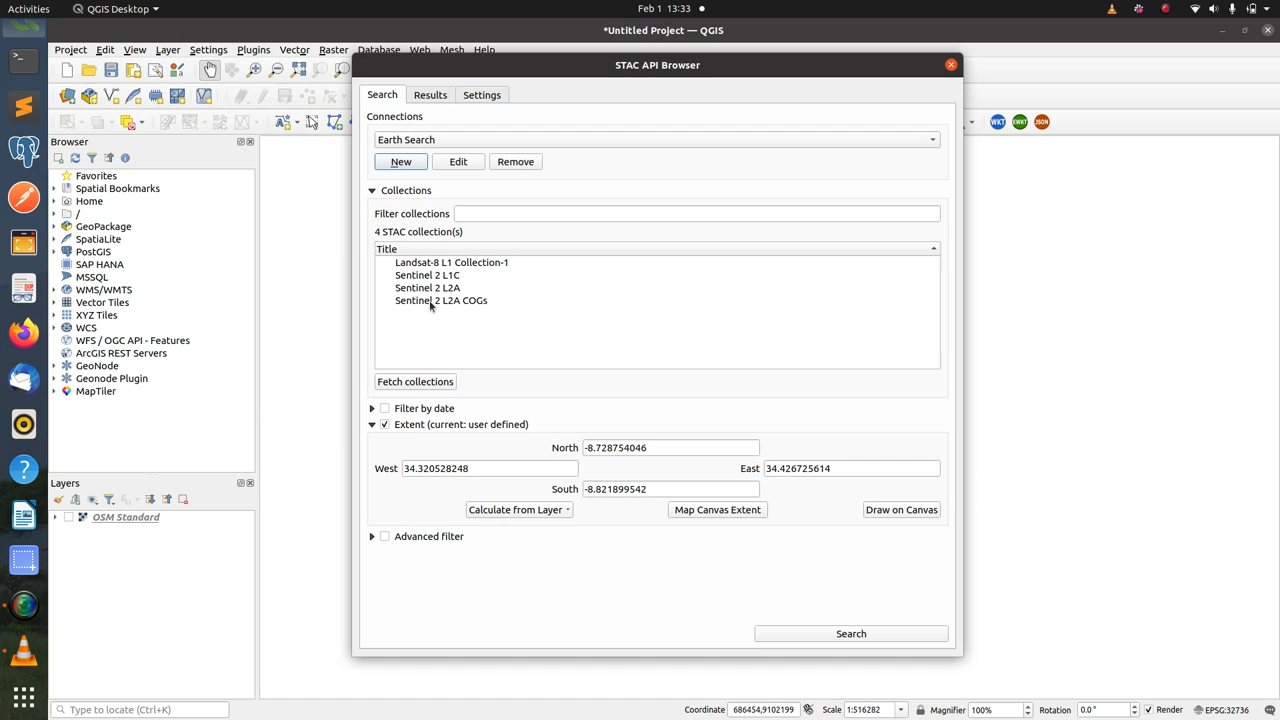 Activities QGIS Desktop Feb 1 13:33
*Untitled Project — QGIS
Project Edit View Layer Settings Plugins Vector Raster Database Web Mesh Help
STAC API Browser
Search Results Settings
Connections
Earth Search
New Edit Remove
Collections
Filter collections
4 STAC collection(s)
Title
Landsat-8 L1 Collection-1
Sentinel 2 L1C
Sentinel 2 L2A
Sentinel 2 L2A COGs
Fetch collections
Filter by date
Extent (current: user defined)
North -8.728754046
West 34.320528248 East 34.426725614
South -8.821899542
Calculate from Layer Map Canvas Extent Draw on Canvas
Advanced filter
Search
WKT EWKT JSON
Browser
Favorites
Spatial Bookmarks
Home
/
GeoPackage
SpatiaLite
PostGIS
SAP HANA
MSSQL
WMS/WMTS
Vector Tiles
XYZ Tiles
WCS
WFS / OGC API - Features
ArcGIS REST Servers
GeoNode
Geonode Plugin
MapTiler
Layers
OSM Standard
Type to locate (Ctrl+K) Coordinate 686454,9102199 Scale 1:516282 Magnifier 100% Rotation 0.0 ° Render EPSG:32736